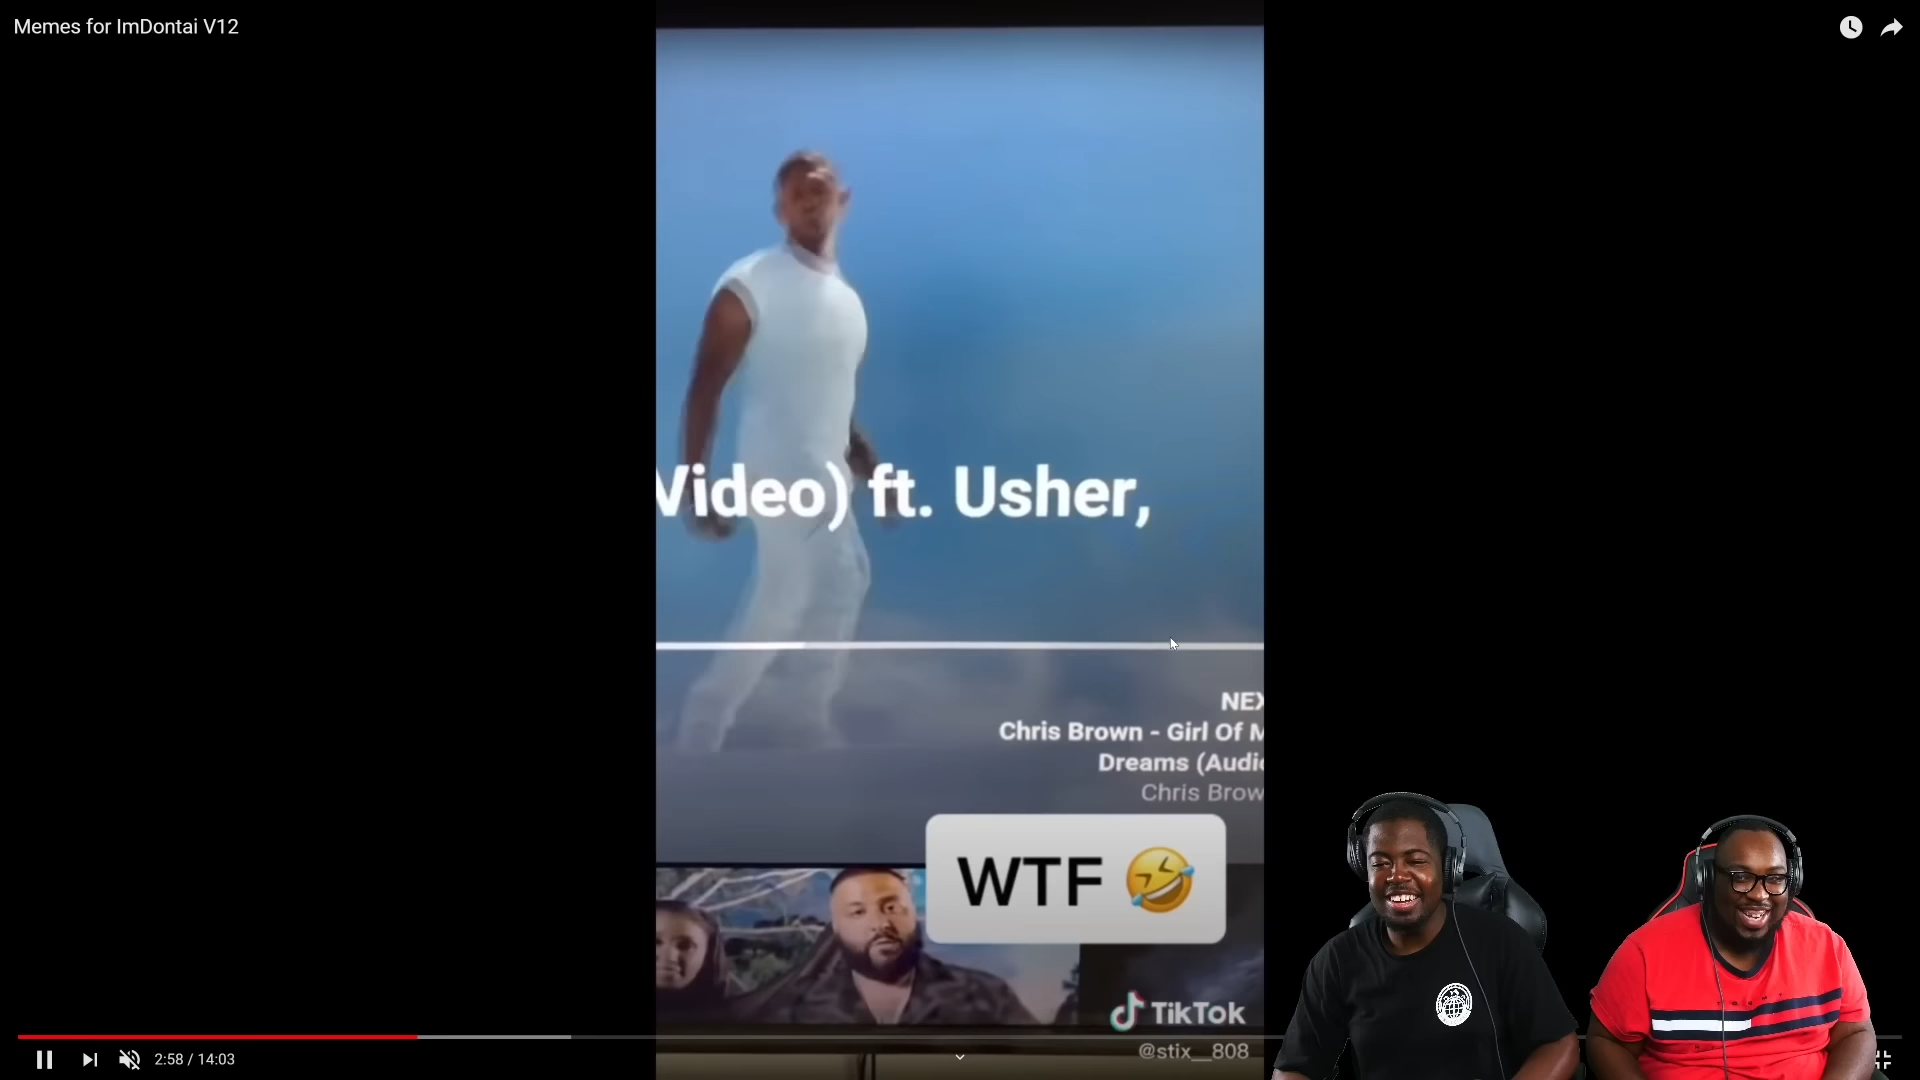 Memes for ImDontai V12
Video) ft. Usher,
NEX
Chris Brown - Girl Of M
Dreams (Audio
Chris Brow
WTF 🤣
TikTok
@stix__808
2:58 / 14:03